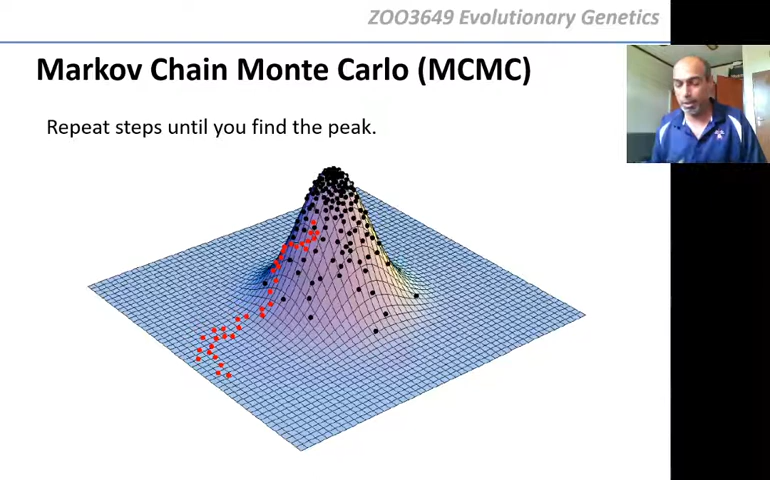 ZOO3649 Evolutionary Genetics
Markov Chain Monte Carlo (MCMC)
Repeat steps until you find the peak.